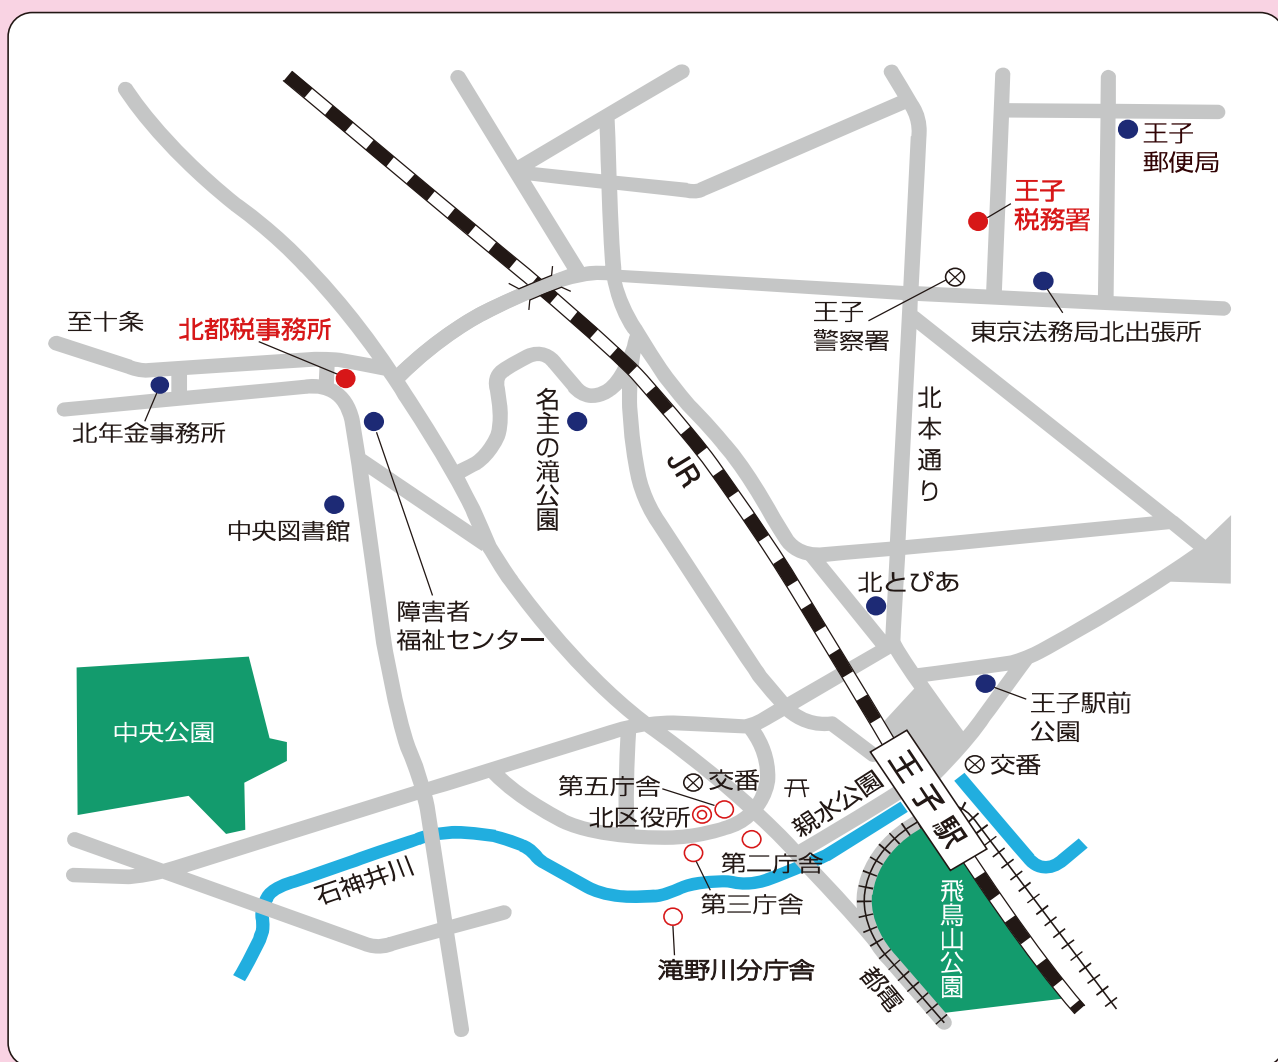 王子
郵便局
王子
税務署
至十条
北都税事務所
王子
警察署
東京法務局北出張所
北年金事務所
名主の滝公園
北本通り
JR
中央図書館
北とぴあ
障害者
福祉センター
王子駅前
公園
中央公園
交番
王子駅
第五庁舎
交番
北区役所
親水公園
第二庁舎
石神井川
第三庁舎
飛鳥山公園
滝野川分庁舎
都電